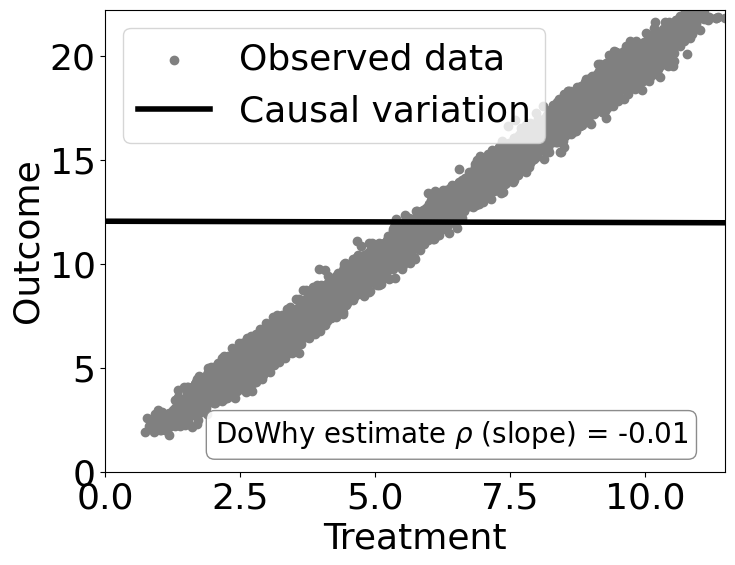 Observed data
Causal variation
Outcome
20
15
10
5
0
DoWhy estimate ρ (slope) = -0.01
0.0 2.5 5.0 7.5 10.0
Treatment